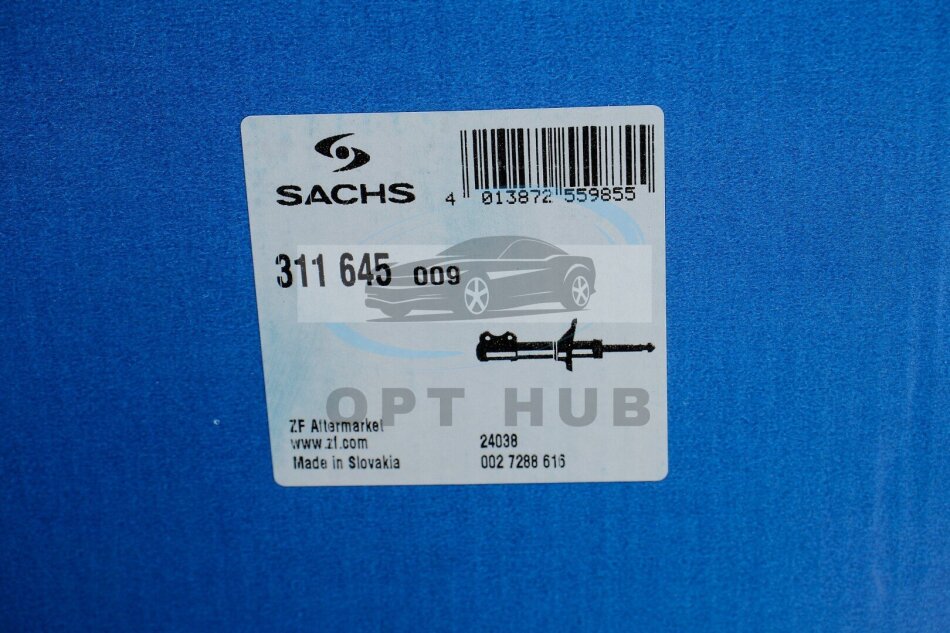 SACHS
4 013872 559855
311 645 009
OPT HUB
ZF Aftermarket
www.zf.com
24038
Made in Slovakia
002 7288 616